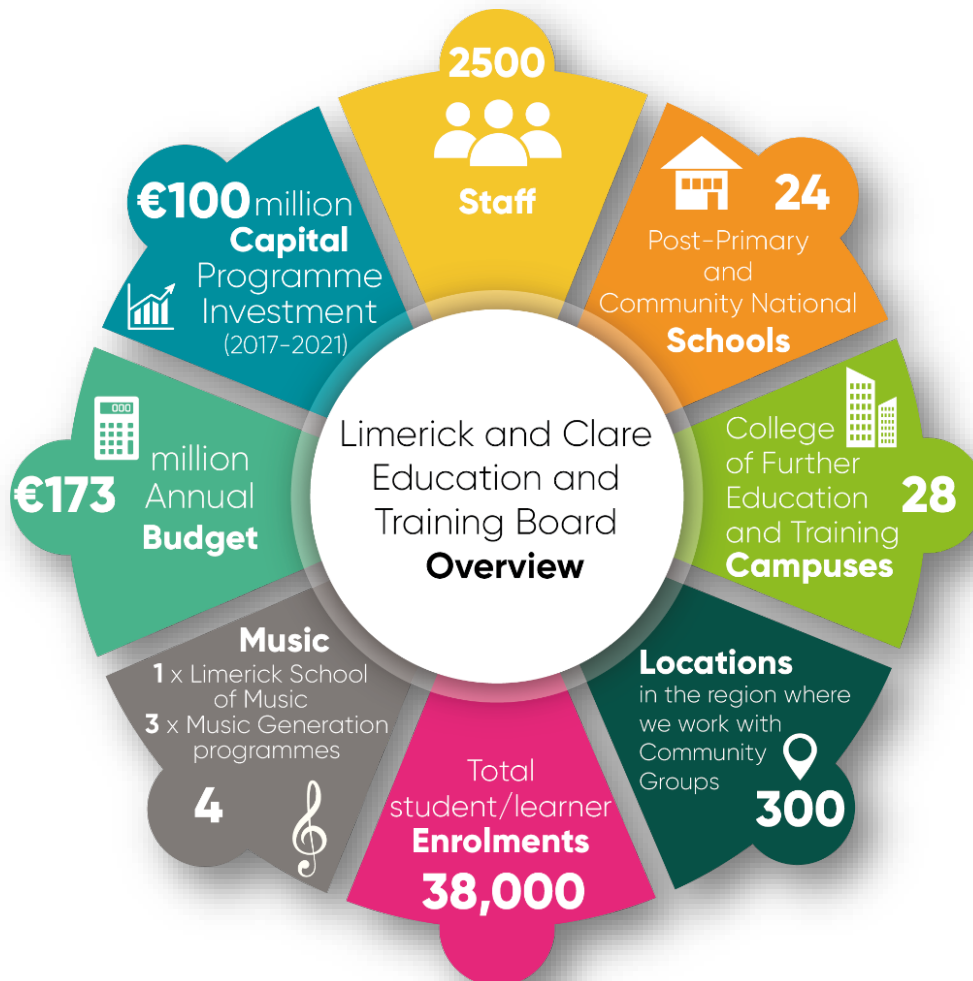 Limerick and Clare
Education and
Training Board
Overview
2500
Staff
24
Post-Primary
and
Community National
Schools
College
of Further
Education
and Training
Campuses
28
Locations
in the region where
we work with
Community
Groups
300
Total
student/learner
Enrolments
38,000
Music
1 x Limerick School
of Music
3 x Music Generation
programmes
4
000
€173 million
Annual
Budget
€100 million
Capital
Programme
Investment
(2017-2021)